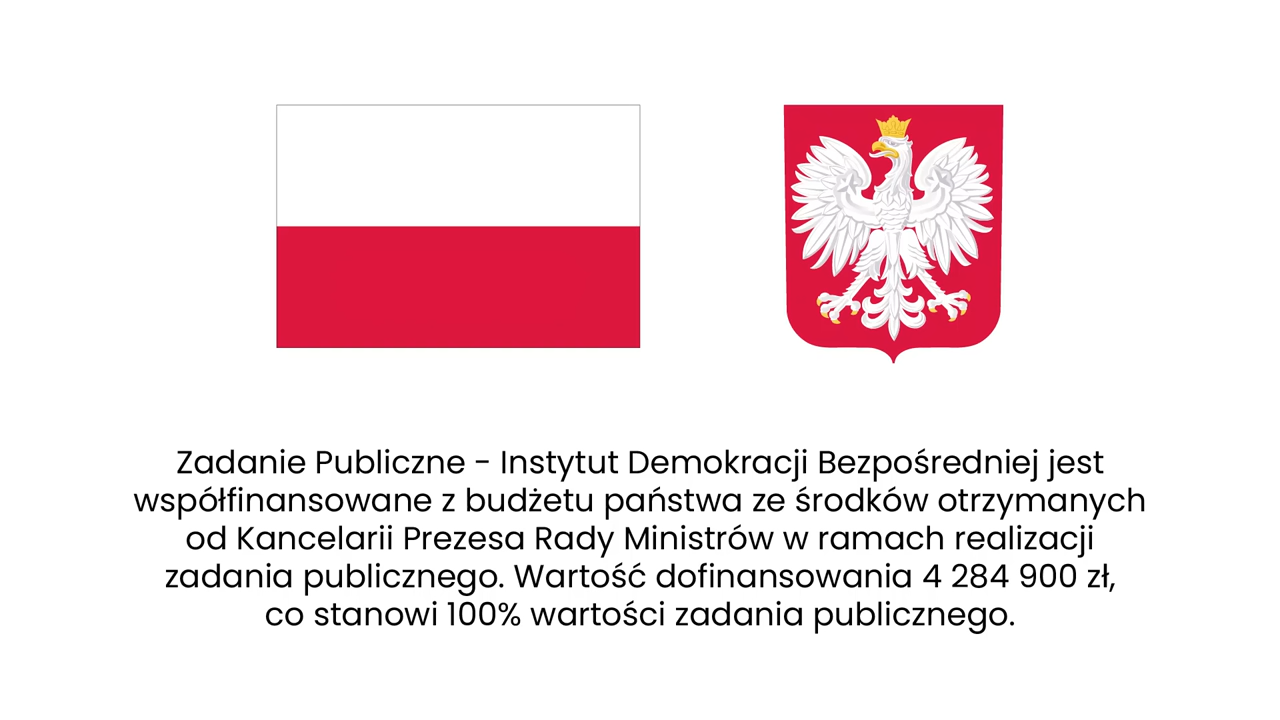 Zadanie Publiczne - Instytut Demokracji Bezpośredniej jest
współfinansowane z budżetu państwa ze środków otrzymanych
od Kancelarii Prezesa Rady Ministrów w ramach realizacji
zadania publicznego. Wartość dofinansowania 4 284 900 zł,
co stanowi 100% wartości zadania publicznego.